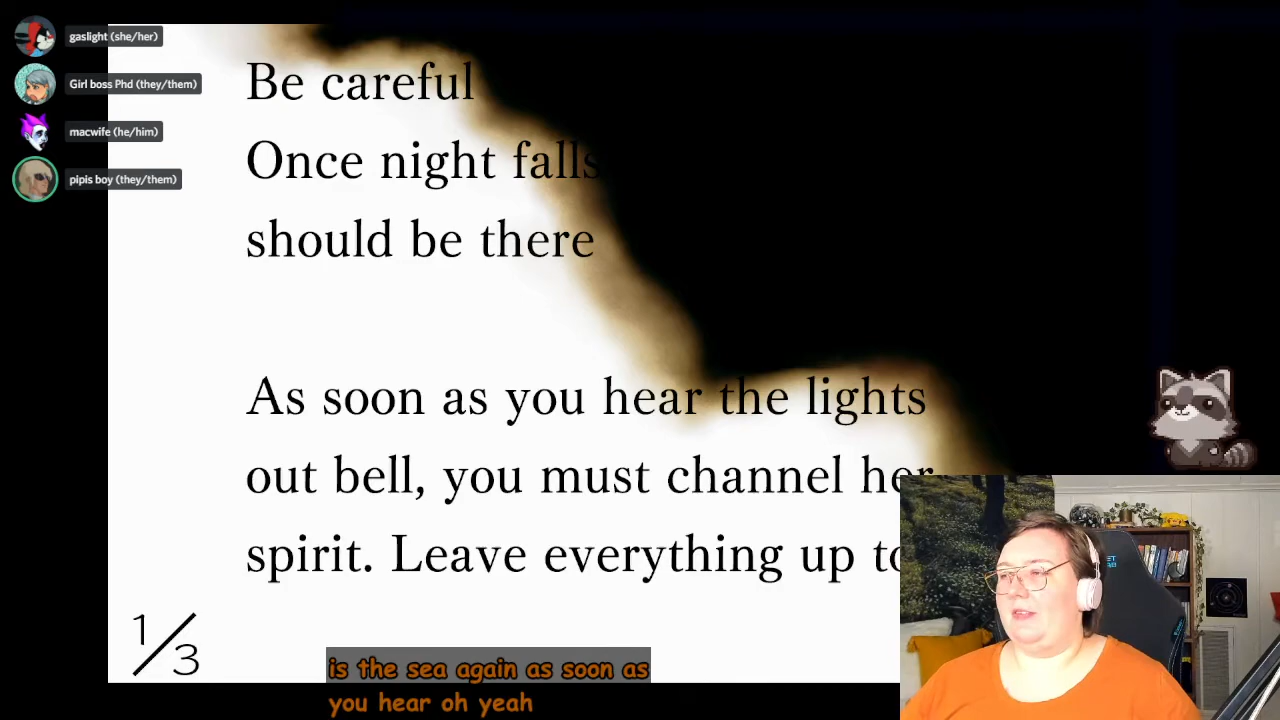 gaslight (she/her)
Girl boss Phd (they/them)
macwife (he/him)
pipis boy (they/them)
Be careful
Once night falls
should be there
As soon as you hear the lights
out bell, you must channel her
spirit. Leave everything up to
1/3
is the sea again as soon as
you hear oh yeah